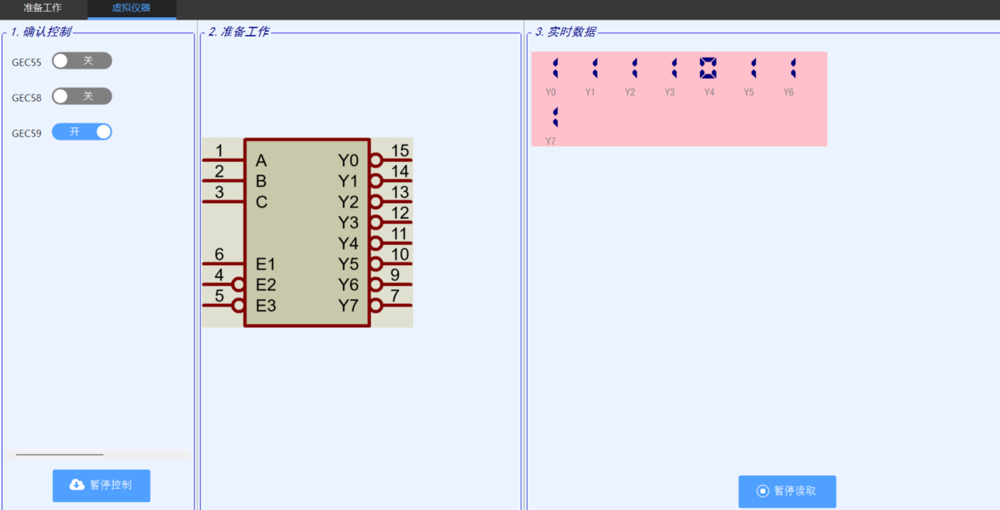 准备工作 虚拟仪器
1. 确认控制
GEC55 关
GEC58 关
GEC59 开
暂停控制
2. 准备工作
1 A Y0 15
2 B Y1 14
3 C Y2 13
Y3 12
Y4 11
6 E1 Y5 10
4 E2 Y6 9
5 E3 Y7 7
3. 实时数据
1 1 1 1 0 1 1
Y0 Y1 Y2 Y3 Y4 Y5 Y6
1
Y7
暂停读取